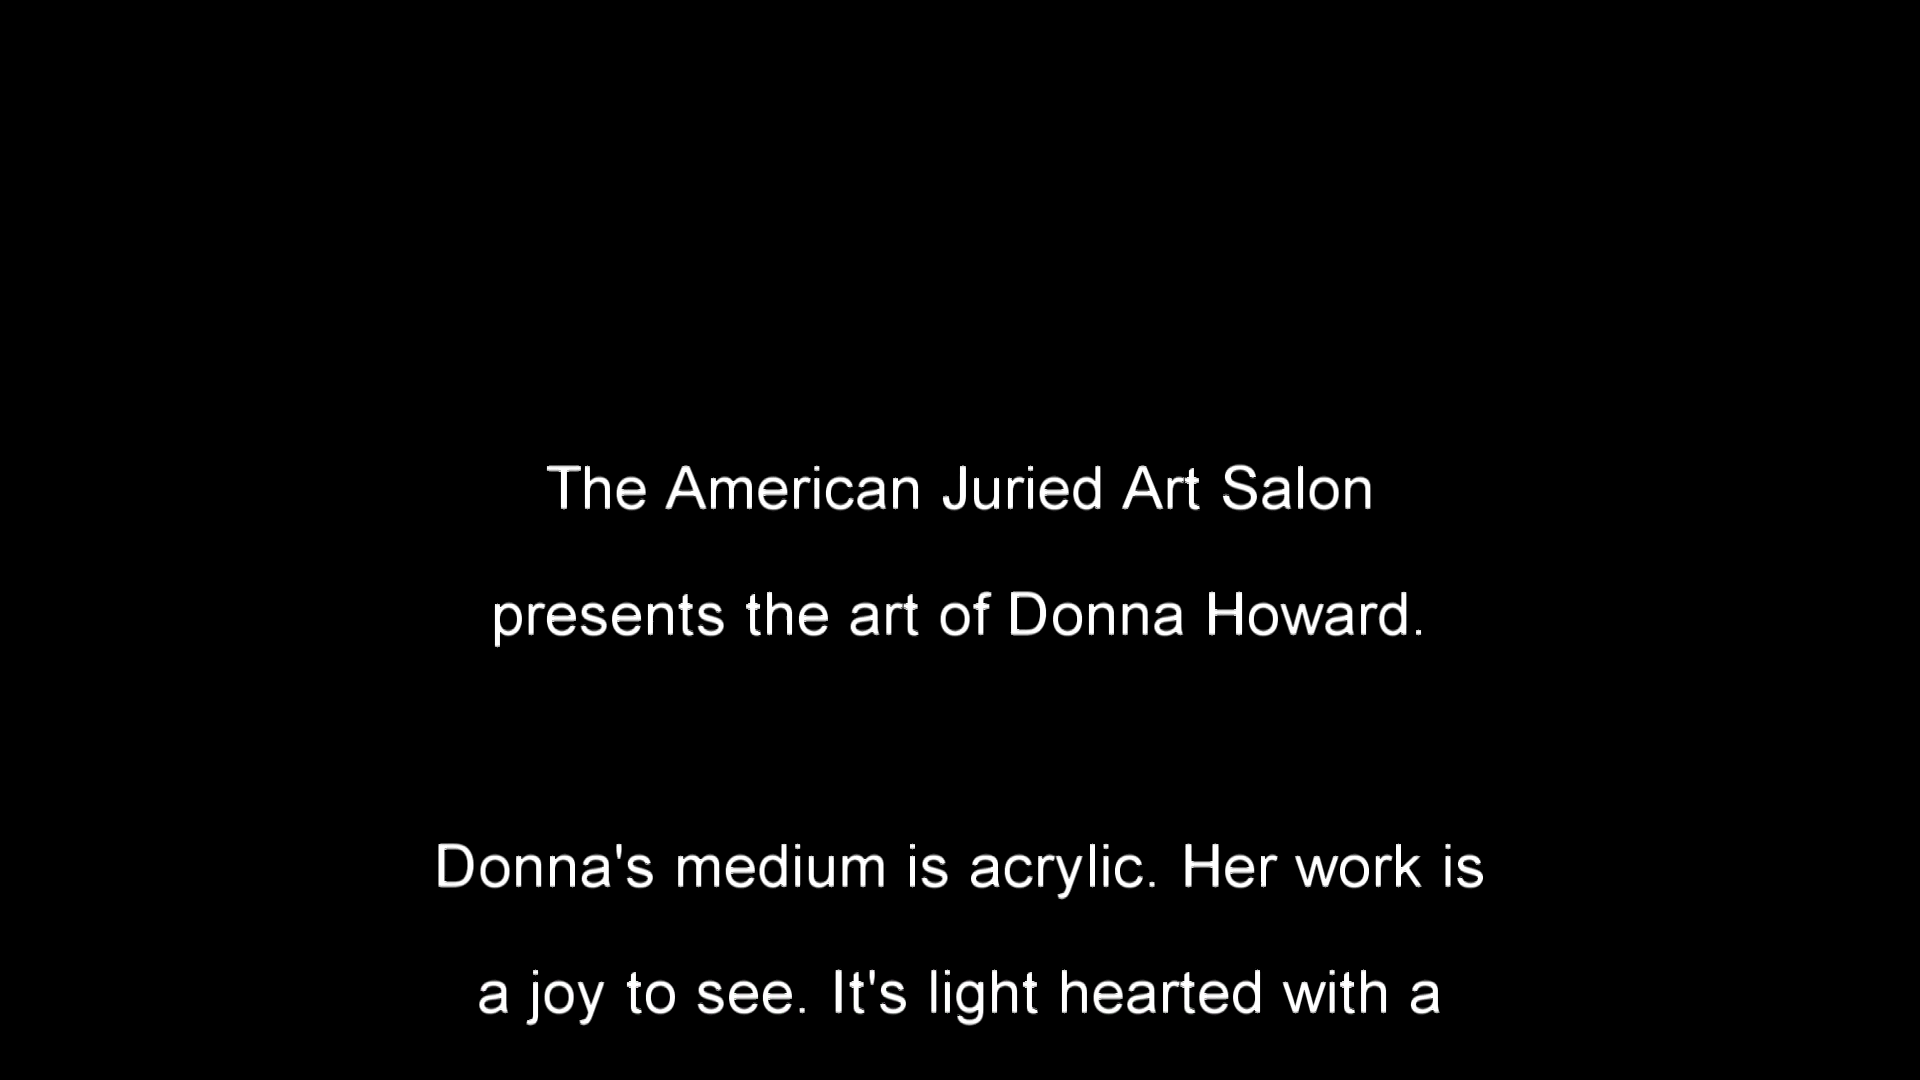 The American Juried Art Salon
presents the art of Donna Howard.
Donna's medium is acrylic. Her work is
a joy to see. It's light hearted with a